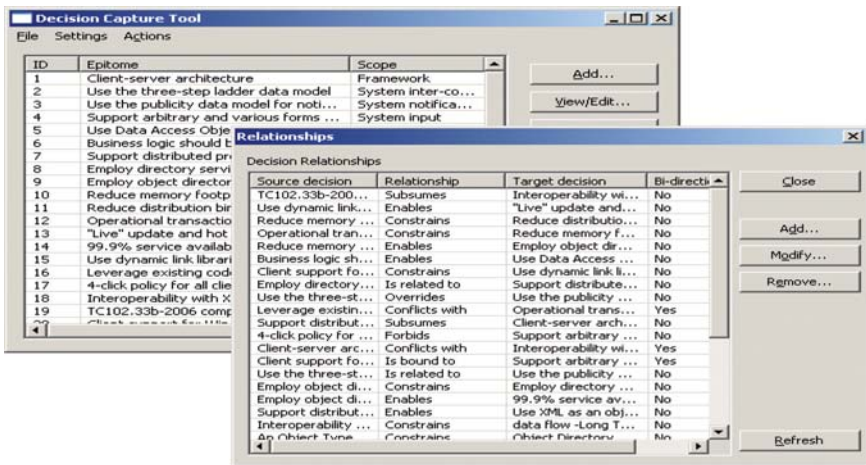 Decision Capture Tool
File Settings Actions
ID Epitome Scope
1 Client-server architecture Framework
2 Use the three-step ladder data model System inter-co...
3 Use the publicity data model for noti... System notifica...
4 Support arbitrary and various forms ... System input
5 Use Data Access Obje
6 Business logic should b
7 Support distributed pr
8 Employ directory servi
9 Employ object director
10 Reduce memory footp
11 Reduce distribution bin
12 Operational transactio
13 "Live" update and hot
14 99.9% service availab
15 Use dynamic link librari
16 Leverage existing code
17 4-click policy for all clie
18 Interoperability with X
19 TC102.33b-2006 comp
Add...
View/Edit...
Relationships
Decision Relationships
Source decision Relationship Target decision Bi-directi
TC102.33b-200... Subsumes Interoperability wi... No
Use dynamic link... Enables "Live" update and... No
Reduce memory ... Constrains Reduce distributio... No
Operational tran... Constrains Reduce memory f... No
Reduce memory ... Enables Employ object dir... No
Business logic sh... Enables Use Data Access ... No
Client support fo... Constrains Use dynamic link li... No
Employ directory... Is related to Support distribute... No
Use the three-st... Overrides Use the publicity ... No
Leverage existin... Conflicts with Operational trans... Yes
Support distribut... Subsumes Client-server arch... No
4-click policy for ... Forbids Support arbitrary ... No
Client-server arc... Conflicts with Interoperability wi... Yes
Client support fo... Is bound to Support arbitrary ... Yes
Use the three-st... Is related to Use the publicity ... No
Employ object di... Constrains Employ directory ... No
Employ object di... Enables 99.9% service av... No
Support distribut... Enables Use XML as an obj... No
Interoperability ... Constrains data flow -Long T... No
An Object Type Constrains Object Directory No
Close
Add...
Modify...
Remove...
Refresh